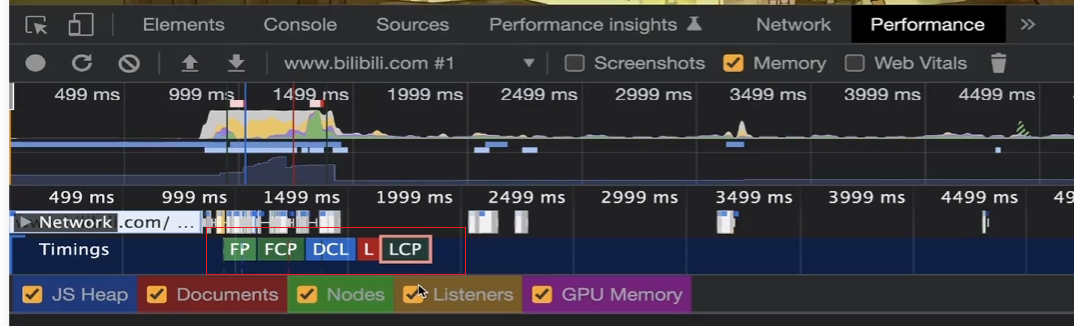 Elements Console Sources Performance insights Network Performance »
www.bilibili.com #1 Screenshots Memory Web Vitals
499 ms 999 ms 1499 ms 1999 ms 2499 ms 2999 ms 3499 ms 3999 ms 4499 ms
499 ms 999 ms 1499 ms 1999 ms 2499 ms 2999 ms 3499 ms 3999 ms 4499 ms 49
Network .com/ ...
Timings FP FCP DCL L LCP
JS Heap Documents Nodes Listeners GPU Memory